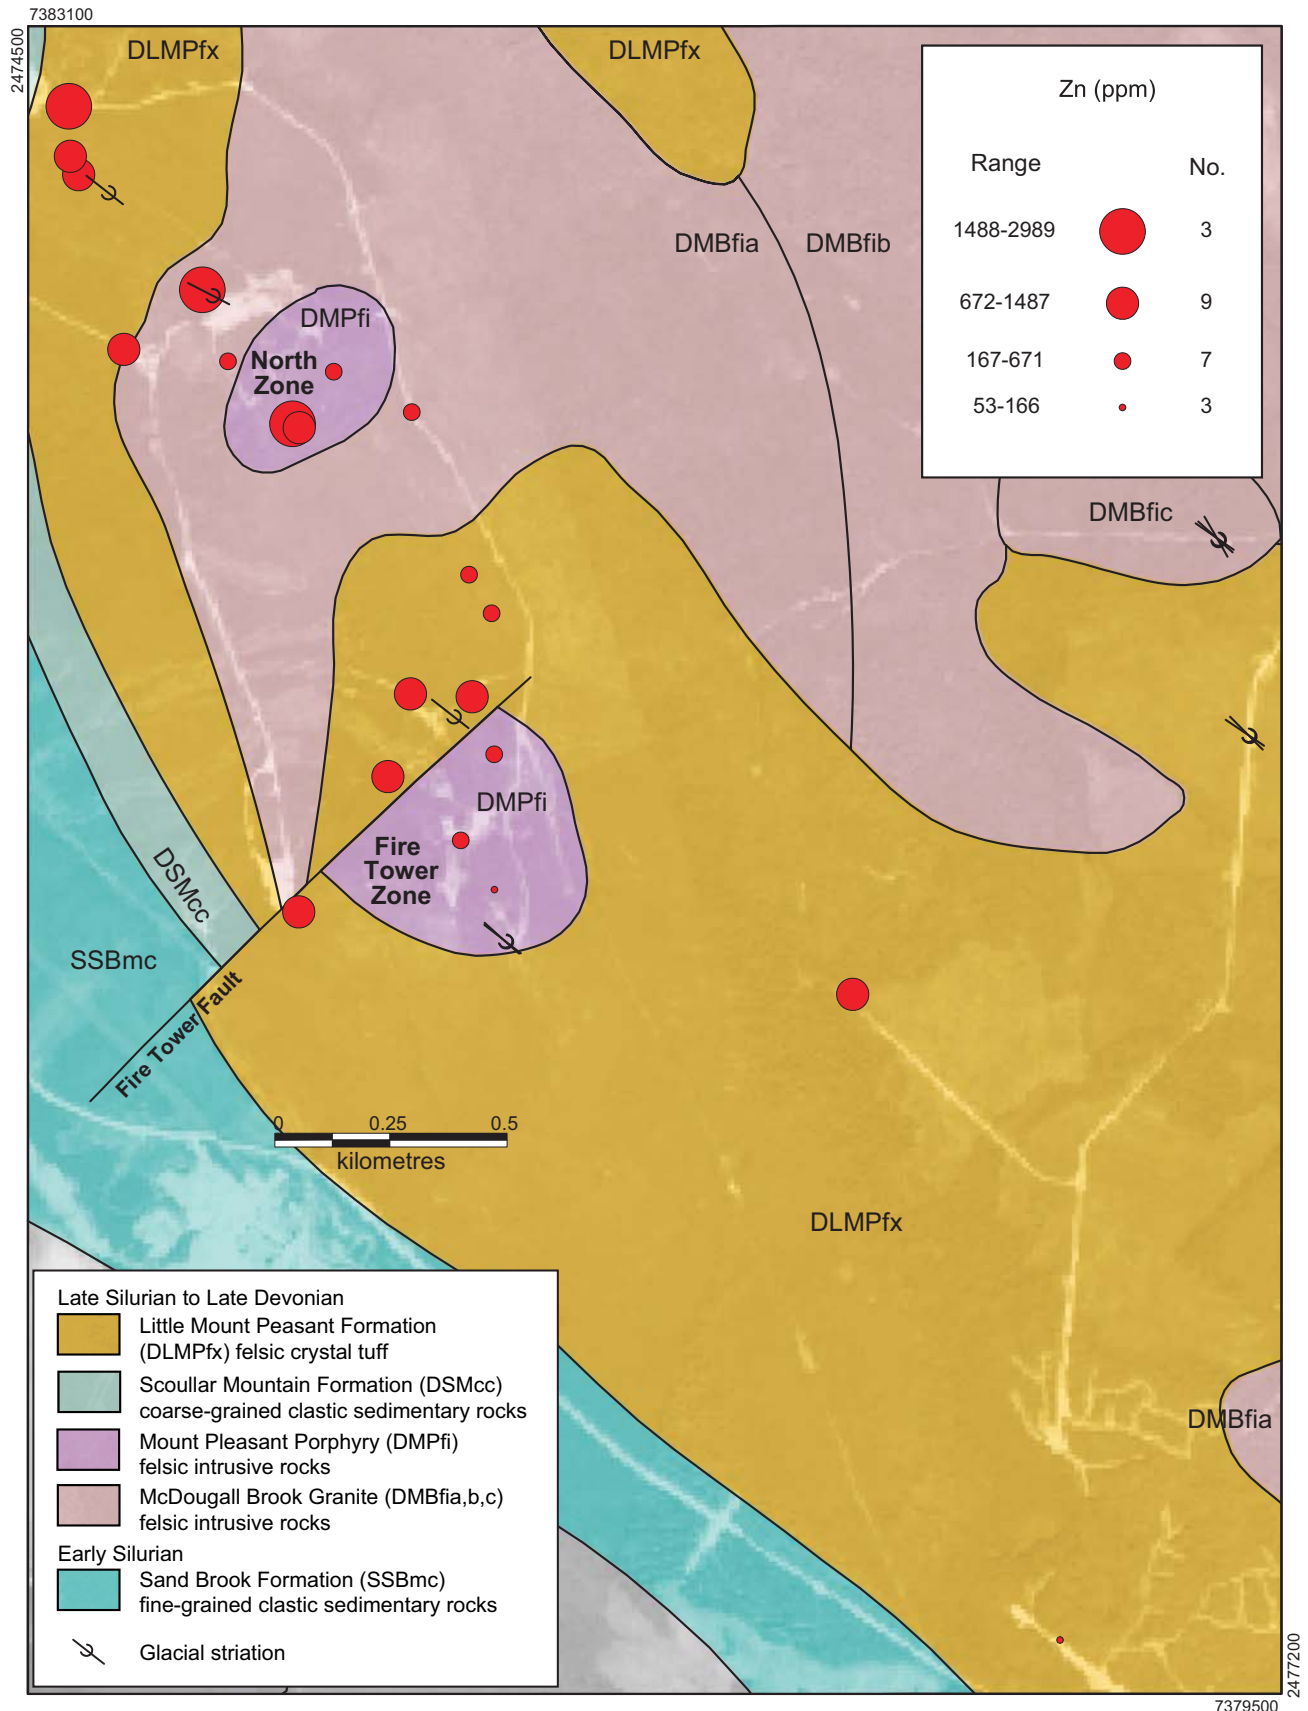 7383100
2474500
DLMPfx
DLMPfx
Zn (ppm)
Range
No.
1488-2989
3
672-1487
9
167-671
7
53-166
3
DMBfia
DMBfib
DMPfi
North
Zone
DMBfic
DMPfi
Fire
Tower
Zone
DSMcc
SSBmc
Fire Tower Fault
0
0.25
0.5
kilometres
DLMPfx
DMBfia
Late Silurian to Late Devonian
Little Mount Peasant Formation
(DLMPfx) felsic crystal tuff
Scoullar Mountain Formation (DSMcc)
coarse-grained clastic sedimentary rocks
Mount Pleasant Porphyry (DMPfi)
felsic intrusive rocks
McDougall Brook Granite (DMBfia,b,c)
felsic intrusive rocks
Early Silurian
Sand Brook Formation (SSBmc)
fine-grained clastic sedimentary rocks
Glacial striation
2477200
7379500